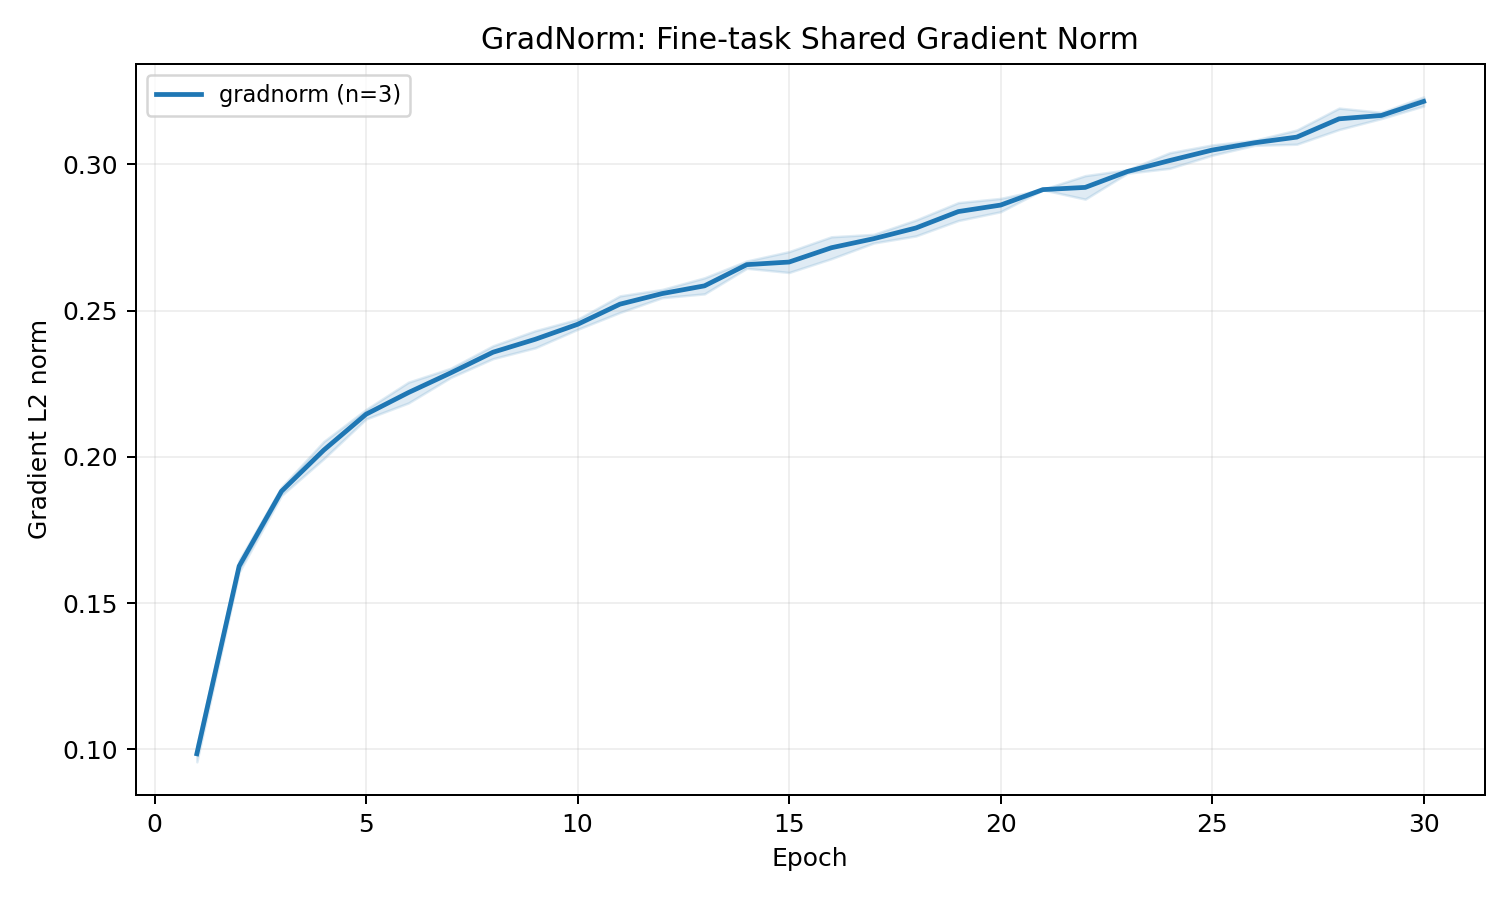 GradNorm: Fine-task Shared Gradient Norm
gradnorm (n=3)
Gradient L2 norm
0.30
0.25
0.20
0.15
0.10
0 5 10 15 20 25 30
Epoch